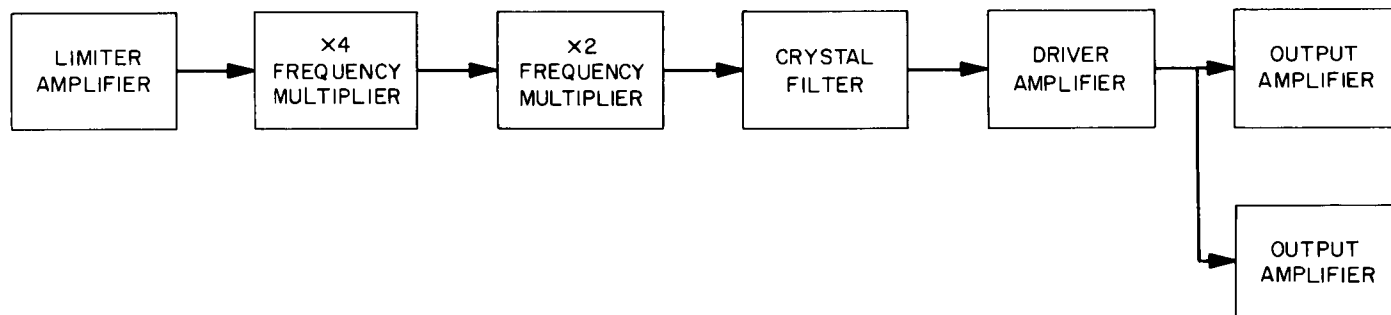 LIMITER
AMPLIFIER
×4
FREQUENCY
MULTIPLIER
×2
FREQUENCY
MULTIPLIER
CRYSTAL
FILTER
DRIVER
AMPLIFIER
OUTPUT
AMPLIFIER
OUTPUT
AMPLIFIER